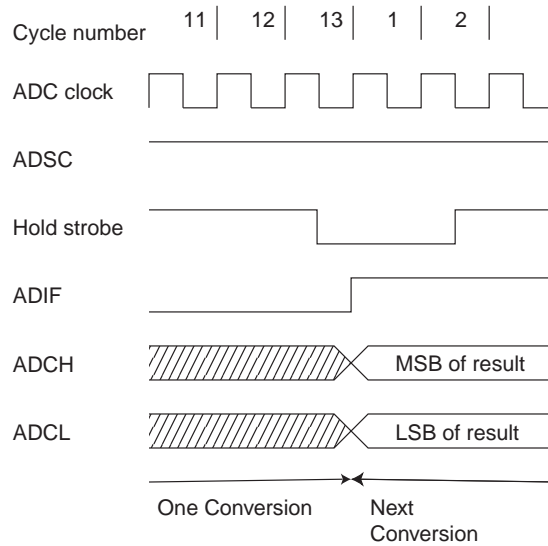 Cycle number 11 12 13 1 2
ADC clock
ADSC
Hold strobe
ADIF
ADCH MSB of result
ADCL LSB of result
One Conversion Next
Conversion